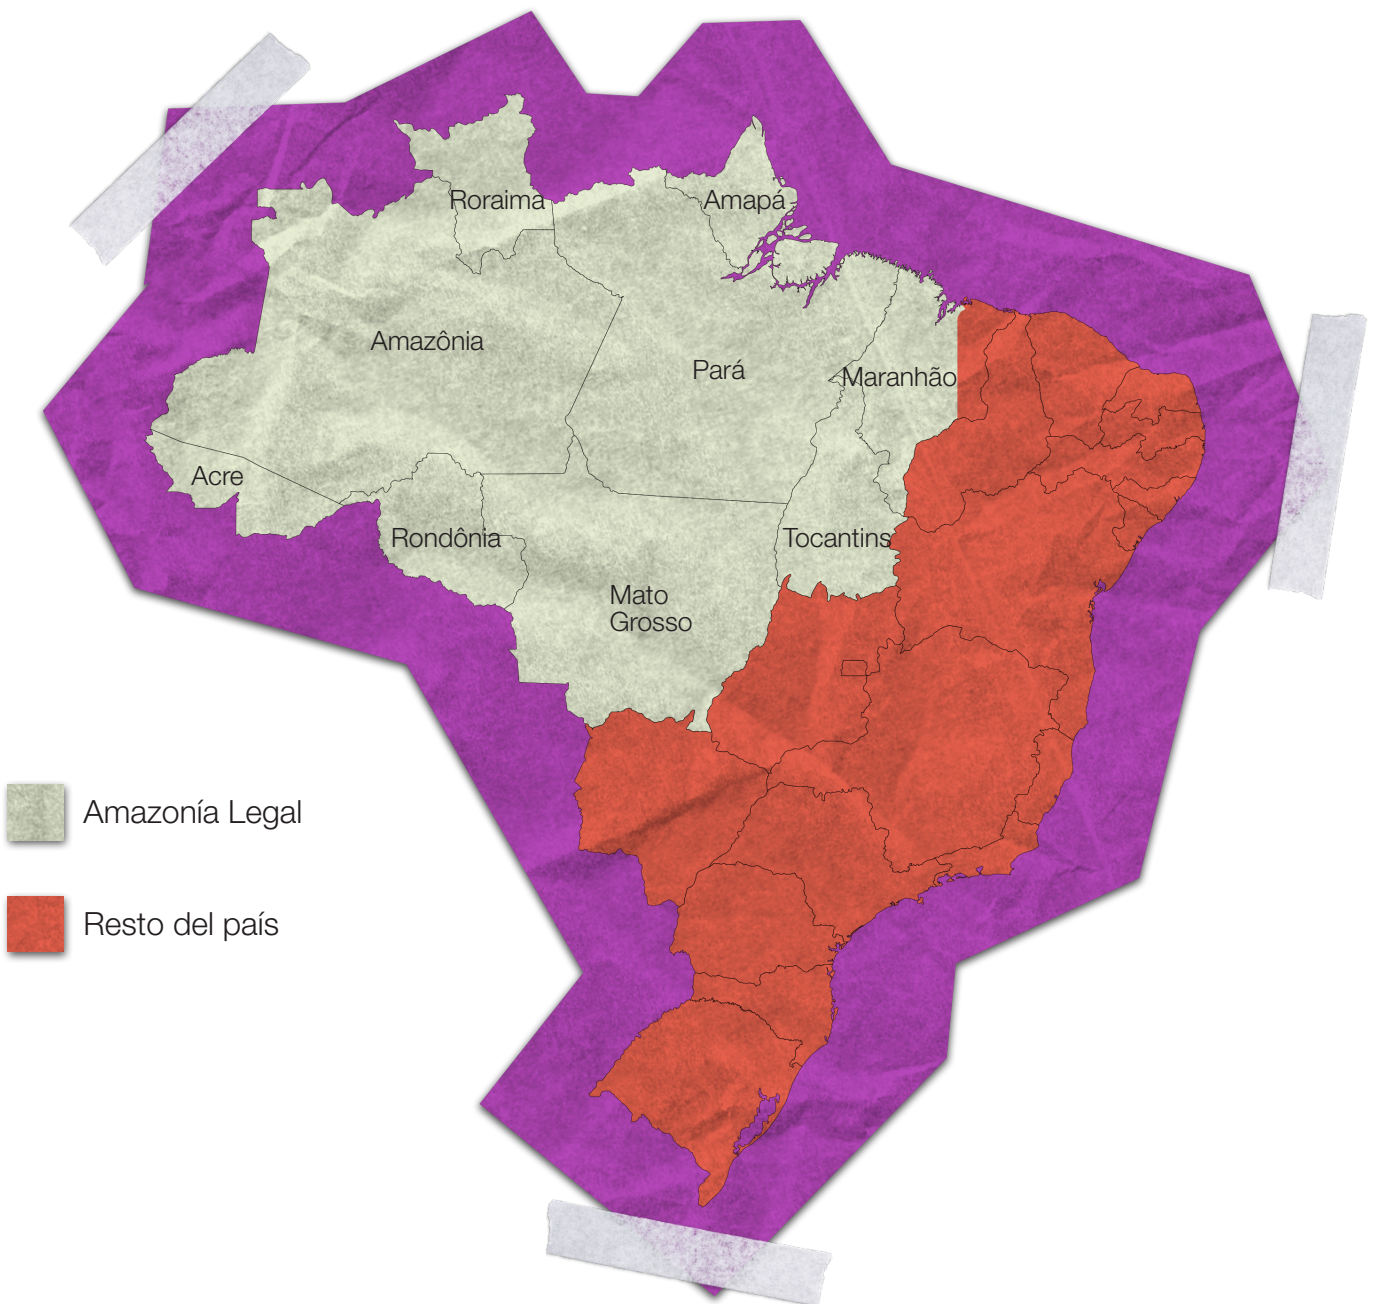 Roraima
Amapá
Amazônia
Pará
Maranhão
Acre
Rondônia
Tocantins
Mato
Grosso
Amazonía Legal
Resto del país